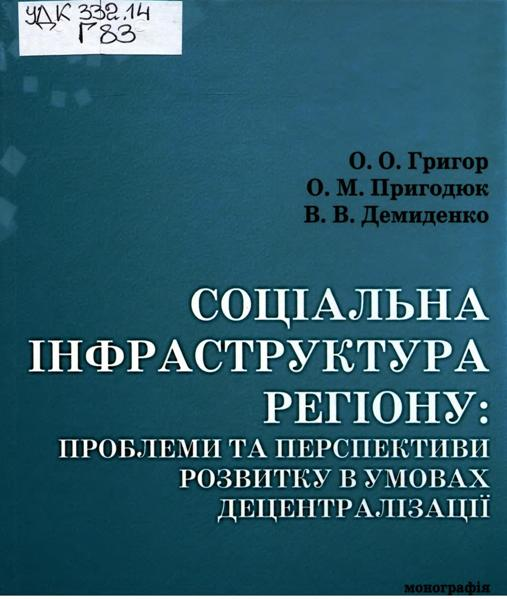 УДК 332.14
Г83
О. О. Григор
О. М. Пригодюк
В. В. Демиденко
СОЦІАЛЬНА
ІНФРАСТРУКТУРА
РЕГІОНУ:
ПРОБЛЕМИ ТА ПЕРСПЕКТИВИ
РОЗВИТКУ В УМОВАХ
ДЕЦЕНТРАЛІЗАЦІЇ
монографія